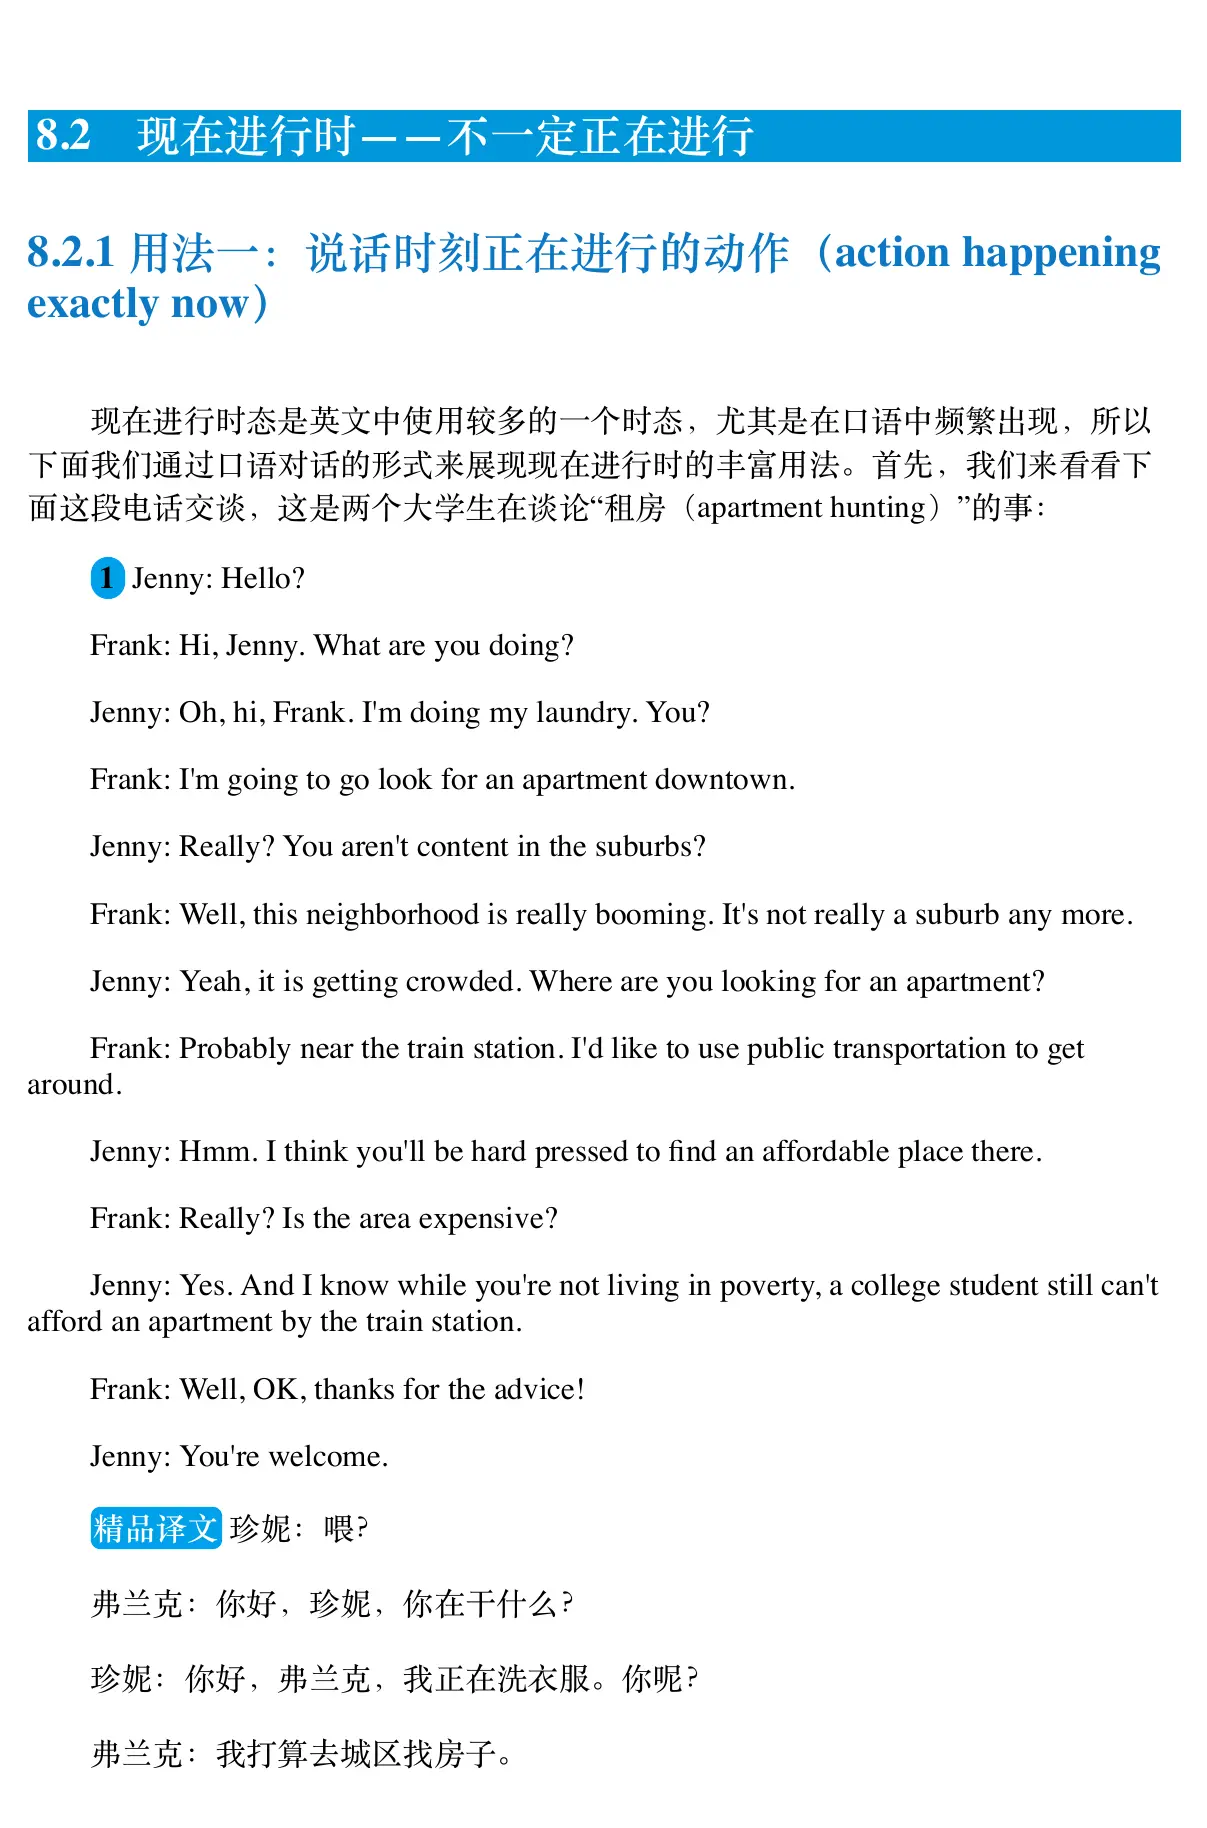 8.2 现在进行时——不一定正在进行
8.2.1 用法一：说话时刻正在进行的动作（action happening
exactly now）
现在进行时态是英文中使用较多的一个时态，尤其是在口语中频繁出现，所以
下面我们通过口语对话的形式来展现现在进行时的丰富用法。首先，我们来看看下
面这段电话交谈，这是两个大学生在谈论“租房（apartment hunting）”的事：
1 Jenny: Hello?
Frank: Hi, Jenny. What are you doing?
Jenny: Oh, hi, Frank. I'm doing my laundry. You?
Frank: I'm going to go look for an apartment downtown.
Jenny: Really? You aren't content in the suburbs?
Frank: Well, this neighborhood is really booming. It's not really a suburb any more.
Jenny: Yeah, it is getting crowded. Where are you looking for an apartment?
Frank: Probably near the train station. I'd like to use public transportation to get
around.
Jenny: Hmm. I think you'll be hard pressed to find an affordable place there.
Frank: Really? Is the area expensive?
Jenny: Yes. And I know while you're not living in poverty, a college student still can't
afford an apartment by the train station.
Frank: Well, OK, thanks for the advice!
Jenny: You're welcome.
精品译文 珍妮：喂？
弗兰克：你好，珍妮，你在干什么？
珍妮：你好，弗兰克，我正在洗衣服。你呢？
弗兰克：我打算去城区找房子。